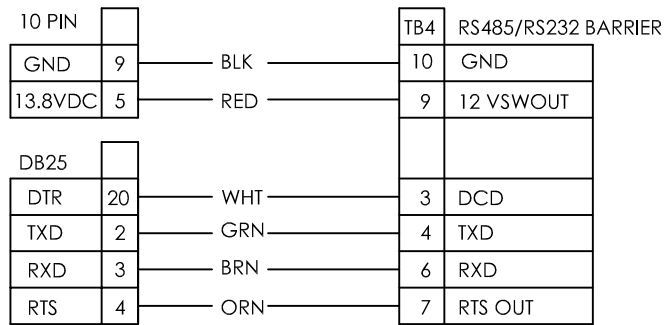 10 PIN TB4 RS485/RS232 BARRIER
GND 9 BLK 10 GND
13.8VDC 5 RED 9 12 VSWOUT
DB25
DTR 20 WHT 3 DCD
TXD 2 GRN 4 TXD
RXD 3 BRN 6 RXD
RTS 4 ORN 7 RTS OUT